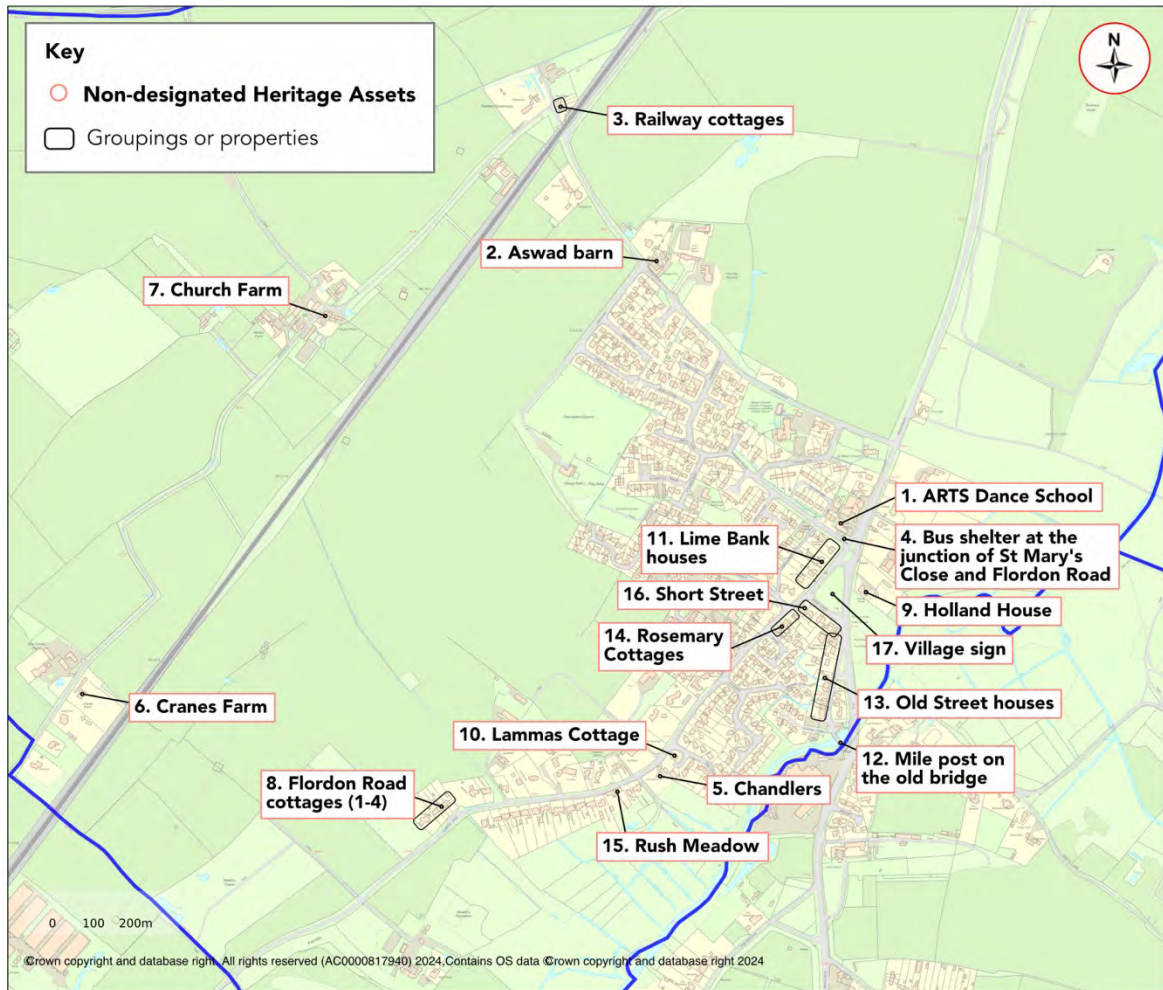 Key
Non-designated Heritage Assets
Groupings or properties
N
3. Railway cottages
2. Aswad barn
7. Church Farm
1. ARTS Dance School
11. Lime Bank
houses
4. Bus shelter at the
junction of St Mary's
Close and Flordon Road
16. Short Street
9. Holland House
14. Rosemary
Cottages
17. Village sign
6. Cranes Farm
13. Old Street houses
10. Lammas Cottage
12. Mile post on
the old bridge
8. Flordon Road
cottages (1-4)
5. Chandlers
15. Rush Meadow
0 100 200m
©rown copyright and database right. All rights reserved (AC0000817940) 2024,Contains OS data ©rown copyright and database right 2024